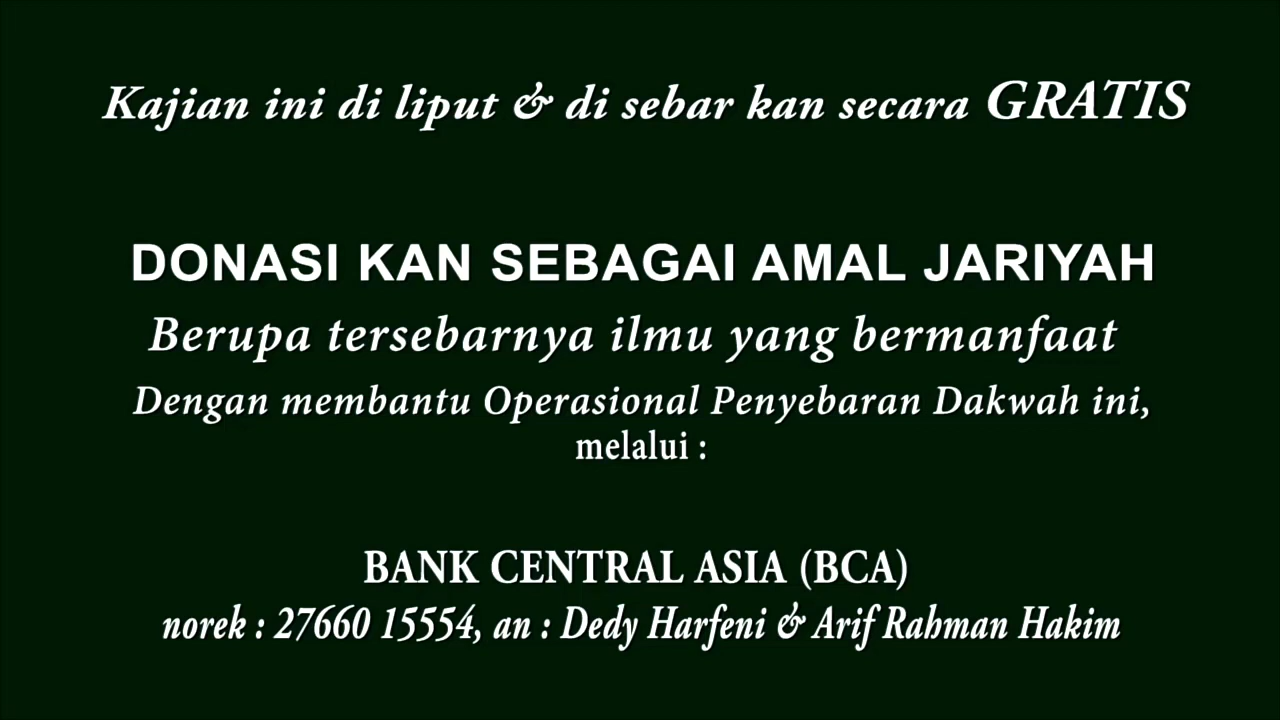 Kajian ini di liput & di sebar kan secara GRATIS
DONASI KAN SEBAGAI AMAL JARIYAH
Berupa tersebarnya ilmu yang bermanfaat
Dengan membantu Operasional Penyebaran Dakwah ini,
melalui :
BANK CENTRAL ASIA (BCA)
norek : 27660 15554, an : Dedy Harfeni & Arif Rahman Hakim